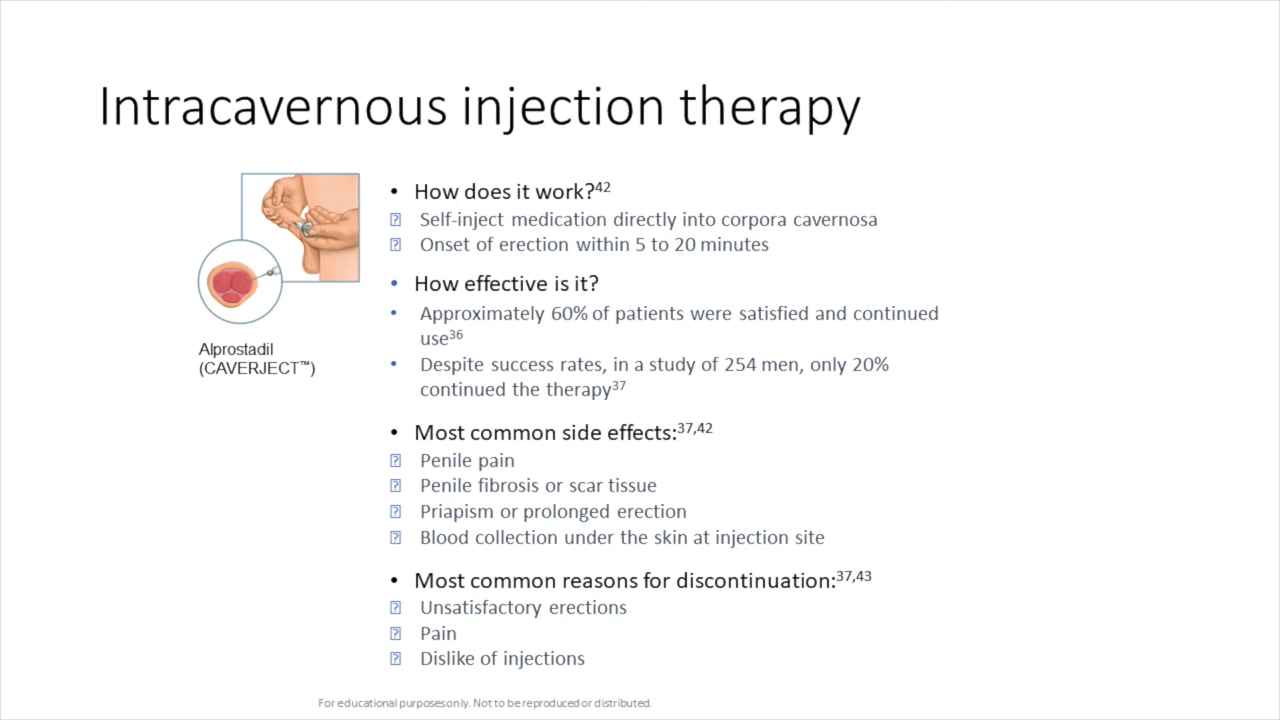 Intracavernous injection therapy
Alprostadil
(CAVERJECT™)
• How does it work?42
Self-inject medication directly into corpora cavernosa
Onset of erection within 5 to 20 minutes
• How effective is it?
• Approximately 60% of patients were satisfied and continued
use36
• Despite success rates, in a study of 254 men, only 20%
continued the therapy37
• Most common side effects:37,42
Penile pain
Penile fibrosis or scar tissue
Priapism or prolonged erection
Blood collection under the skin at injection site
• Most common reasons for discontinuation:37,43
Unsatisfactory erections
Pain
Dislike of injections
For educational purposes only. Not to be reproduced or distributed.